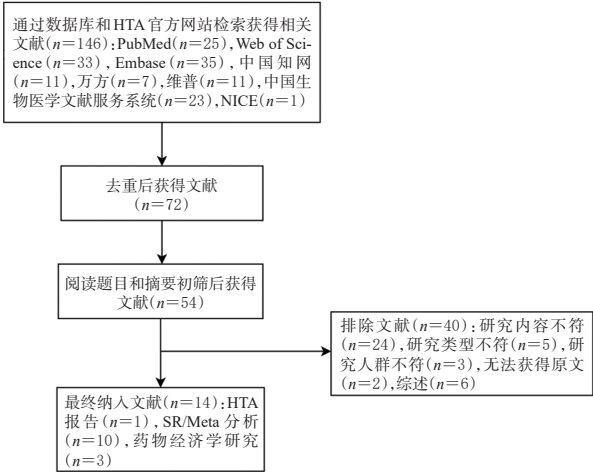 通过数据库和HTA官方网站检索获得相关
文献(n=146):PubMed(n=25),Web of Sci-
ence(n=33),Embase(n=35),中国知网
(n=11),万方(n=7),维普(n=11),中国生
物医学文献服务系统(n=23),NICE(n=1)
去重后获得文献
(n=72)
阅读题目和摘要初筛后获得
文献(n=54)
排除文献(n=40):研究内容不符
(n=24),研究类型不符(n=5),研
究人群不符(n=3),无法获得原文
(n=2),综述(n=6)
最终纳入文献(n=14):HTA
报告(n=1),SR/Meta 分析
(n=10),药物经济学研究
(n=3)